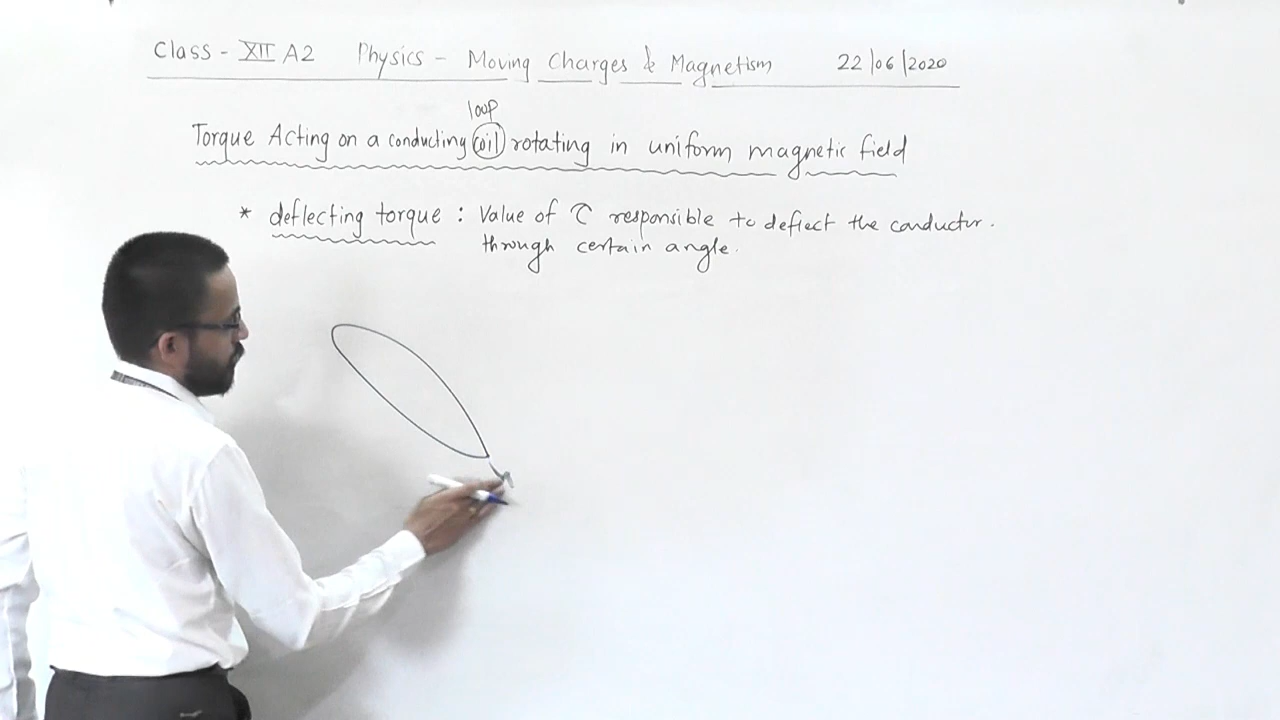 Class - XII A2 Physics - Moving Charges & Magnetism 22/06/2020
loop
Torque Acting on a conducting coil rotating in uniform magnetic field
* deflecting torque : Value of τ responsible to deflect the conductor.
through certain angle.